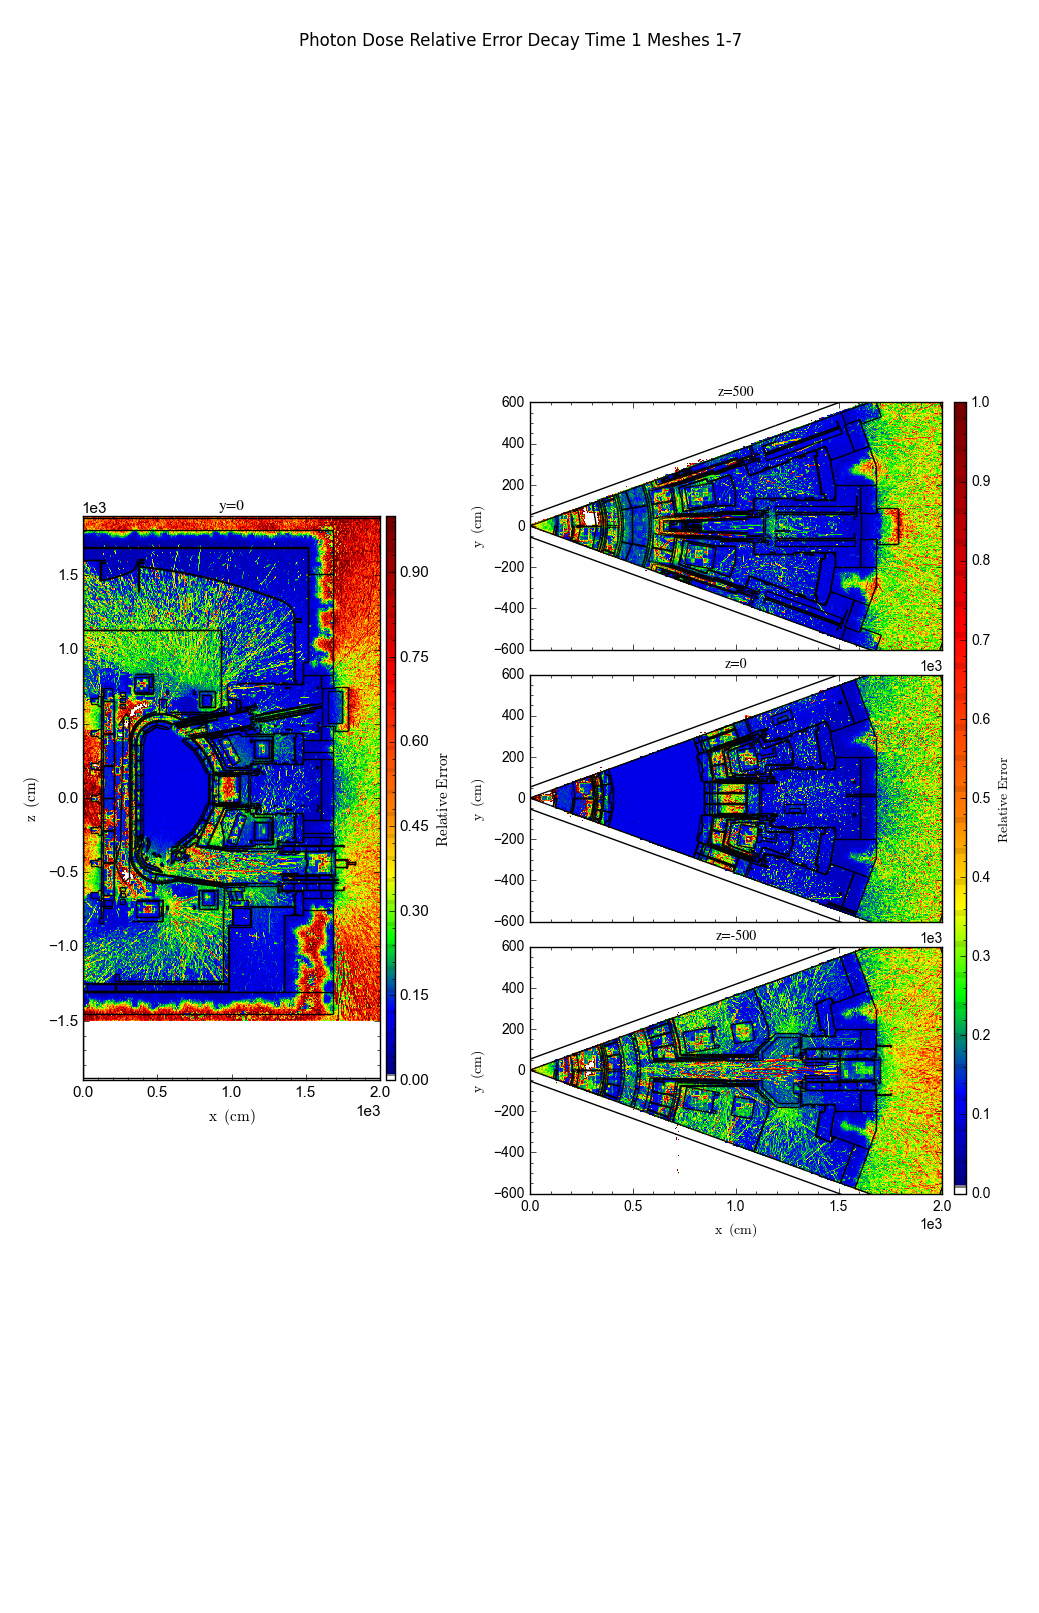 Photon Dose Relative Error Decay Time 1 Meshes 1-7
y=0
1e3
1.5
1.0
0.5
0.0
−0.5
−1.0
−1.5
z (cm)
0.0 0.5 1.0 1.5 2.0
1e3
x (cm)
0.90
0.75
0.60
0.45
0.30
0.15
0.00
Relative Error
z=500
600
400
200
0
−200
−400
−600
y (cm)
1e3
z=0
600
400
200
0
−200
−400
−600
y (cm)
1e3
z=-500
600
400
200
0
−200
−400
−600
y (cm)
0.0 0.5 1.0 1.5 2.0
1e3
x (cm)
1.0
0.9
0.8
0.7
0.6
0.5
0.4
0.3
0.2
0.1
0.0
Relative Error